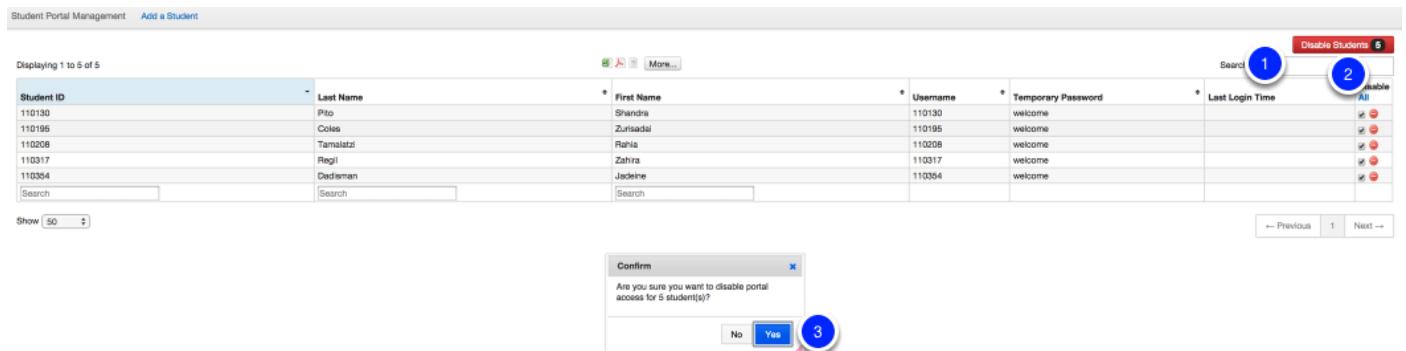 Student Portal Management Add a Student
Disable Students 5
Displaying 1 to 5 of 5 More... Search 1
2
Student ID Last Name First Name Username Temporary Password Last Login Time All
110130 Pito Shandra 110130 welcome
110195 Coles Zurisadai 110195 welcome
110208 Tamalatzi Rahia 110208 welcome
110317 Regil Zahira 110317 welcome
110354 Dadisman Jadeine 110354 welcome
Search Search Search
Show 50 ← Previous 1 Next →
Confirm
Are you sure you want to disable portal
access for 5 student(s)?
No Yes 3